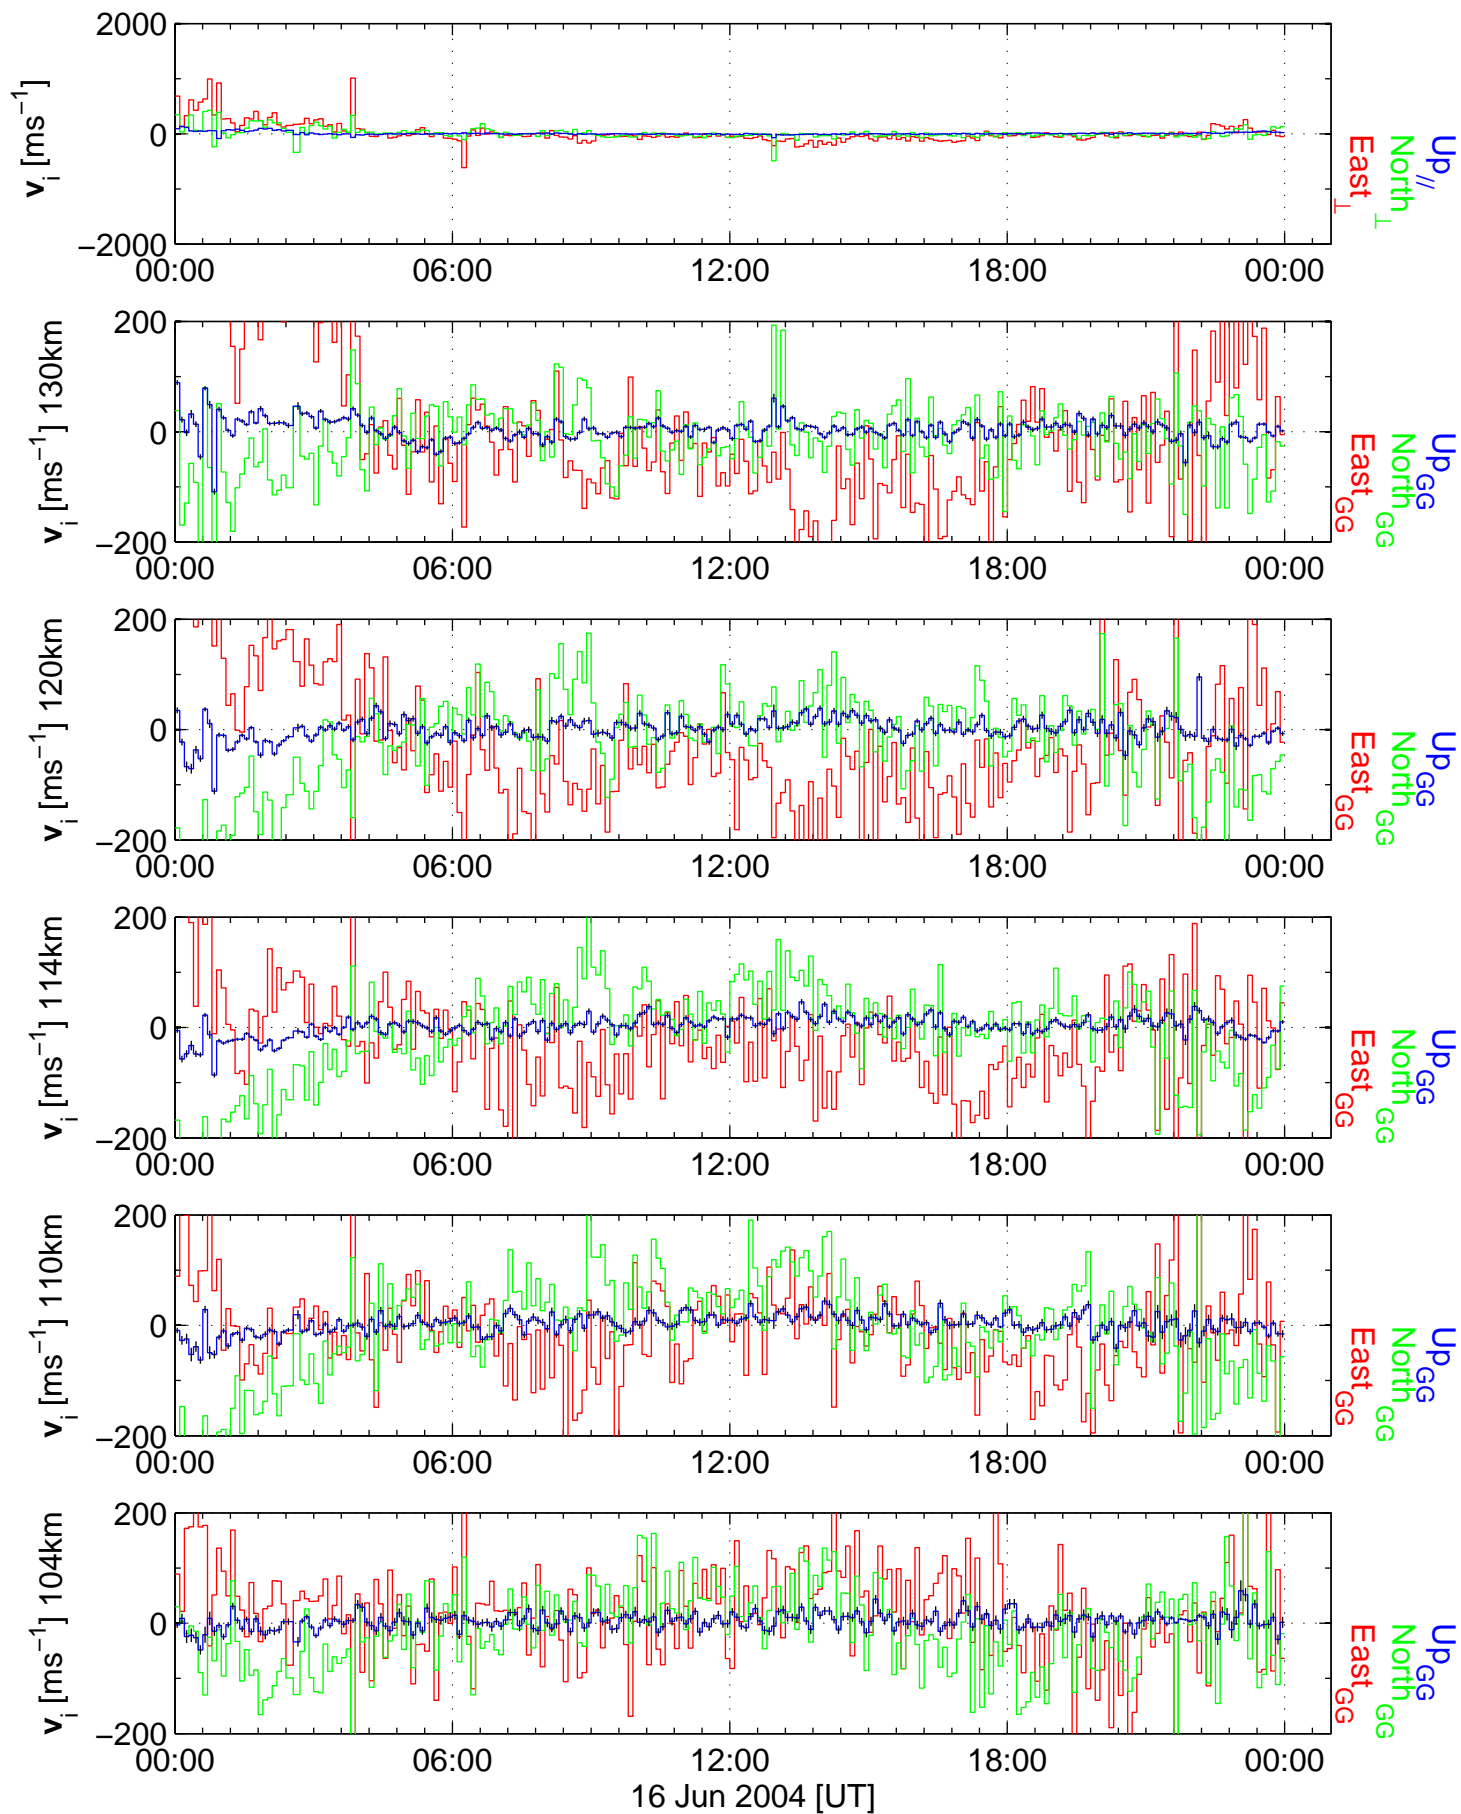 2000
0
−2000
v_i [ms⁻¹]
00:00 06:00 12:00 18:00 00:00
Up_//
North_⊥
East_⊥
200
0
−200
v_i [ms⁻¹] 130km
00:00 06:00 12:00 18:00 00:00
Up_GG
North_GG
East_GG
200
0
−200
v_i [ms⁻¹] 120km
00:00 06:00 12:00 18:00 00:00
Up_GG
North_GG
East_GG
200
0
−200
v_i [ms⁻¹] 114km
00:00 06:00 12:00 18:00 00:00
Up_GG
North_GG
East_GG
200
0
−200
v_i [ms⁻¹] 110km
00:00 06:00 12:00 18:00 00:00
Up_GG
North_GG
East_GG
200
0
−200
v_i [ms⁻¹] 104km
00:00 06:00 12:00 18:00 00:00
Up_GG
North_GG
East_GG
16 Jun 2004 [UT]